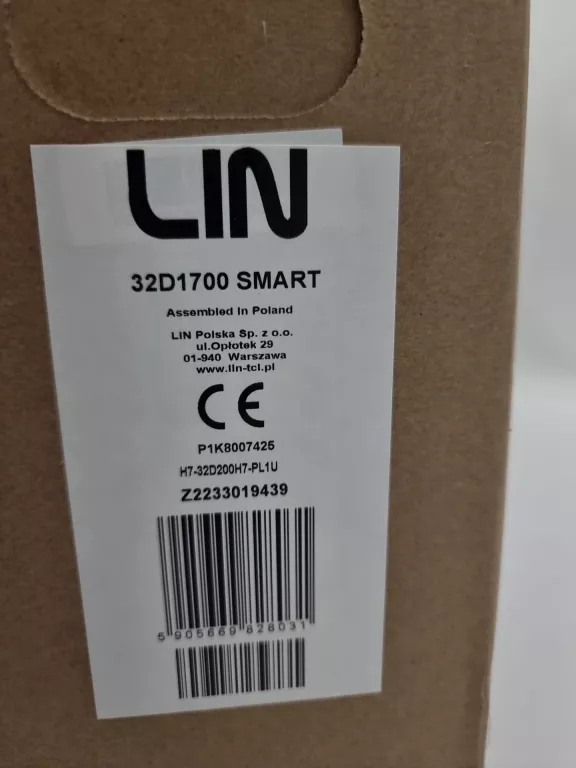 LIN
32D1700 SMART
Assembled In Poland
LIN Polska Sp. z o.o.
ul.Opłotek 29
01-940 Warszawa
www.lin-tcl.pl
CE
P1K8007425
H7-32D200H7-PL1U
Z2233019439
5 905669 828031